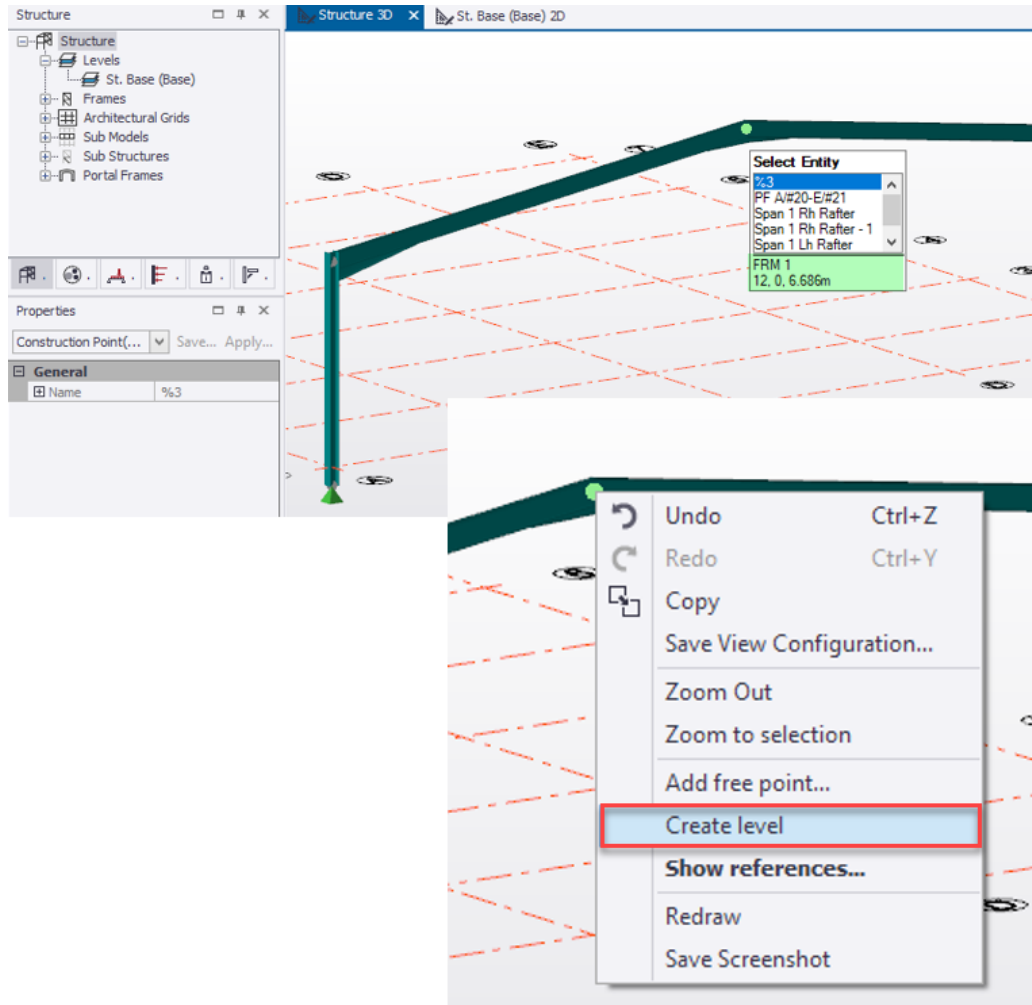 Structure
Structure 3D
St. Base (Base) 2D
Structure
Levels
St. Base (Base)
Frames
Architectural Grids
Sub Models
Sub Structures
Portal Frames
Select Entity
%3
PF A/#20-E/#21
Span 1 Rh Rafter
Span 1 Rh Rafter - 1
Span 1 Lh Rafter
FRM 1
12, 0, 6.686m
Properties
Construction Point(... Save... Apply...
General
Name %3
Undo Ctrl+Z
Redo Ctrl+Y
Copy
Save View Configuration...
Zoom Out
Zoom to selection
Add free point...
Create level
Show references...
Redraw
Save Screenshot